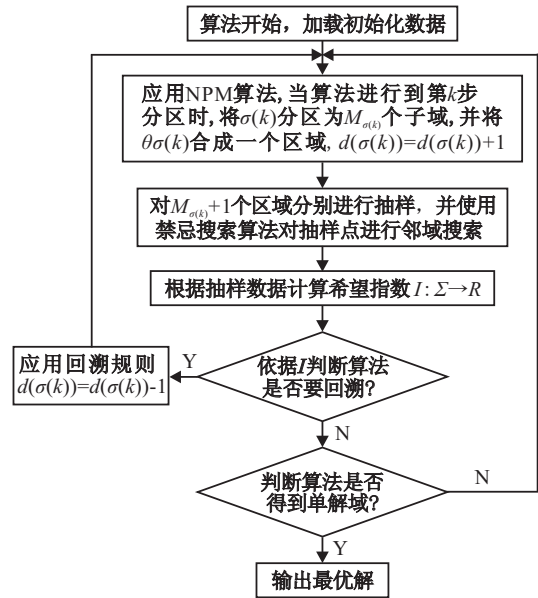 算法开始，加载初始化数据
应用NPM算法,当算法进行到第k步
分区时,将σ(k)分区为Mσ(k)个子域,并将
θσ(k)合成一个区域, d(σ(k))=d(σ(k))+1
对Mσ(k)+1个区域分别进行抽样，并使用
禁忌搜索算法对抽样点进行邻域搜索
根据抽样数据计算希望指数 I: Σ→R
应用回溯规则
d(σ(k))=d(σ(k))-1
Y
依据I判断算法
是否要回溯?
N
判断算法是否
得到单解域?
N
Y
输出最优解